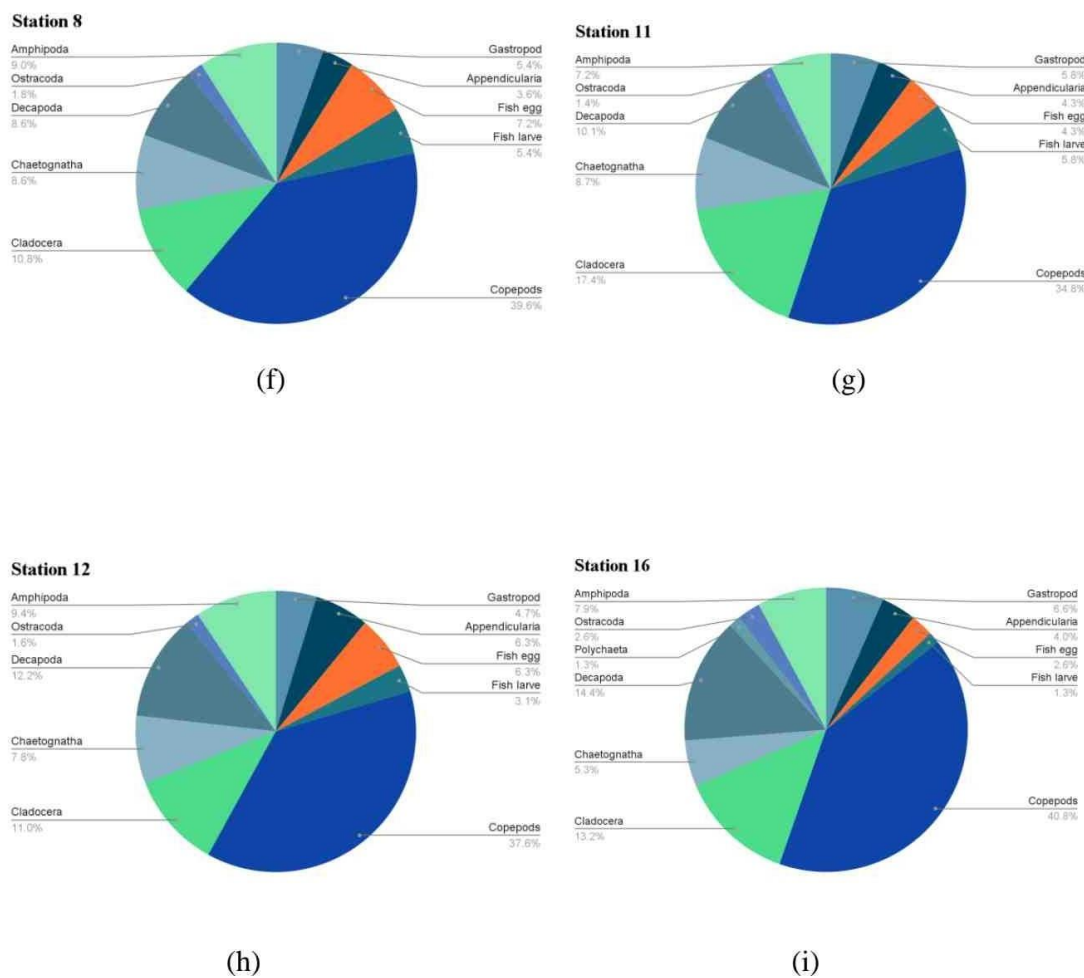 Station 8
Amphipoda
9.0%
Ostracoda
1.8%
Decapoda
8.6%
Chaetognatha
8.6%
Cladocera
10.8%
Gastropod
5.4%
Appendicularia
3.6%
Fish egg
7.2%
Fish larve
5.4%
Copepods
39.6%
(f)
Station 11
Amphipoda
7.2%
Ostracoda
1.4%
Decapoda
10.1%
Chaetognatha
8.7%
Cladocera
17.4%
Gastropod
5.8%
Appendicularia
4.3%
Fish egg
4.3%
Fish larve
5.8%
Copepods
34.8%
(g)
Station 12
Amphipoda
9.4%
Ostracoda
1.6%
Decapoda
12.2%
Chaetognatha
7.8%
Cladocera
11.0%
Gastropod
4.7%
Appendicularia
6.3%
Fish egg
6.3%
Fish larve
3.1%
Copepods
37.6%
(h)
Station 16
Amphipoda
7.9%
Ostracoda
2.6%
Polychaeta
1.3%
Decapoda
14.4%
Chaetognatha
5.3%
Cladocera
13.2%
Gastropod
6.6%
Appendicularia
4.0%
Fish egg
2.6%
Fish larve
1.3%
Copepods
40.8%
(i)